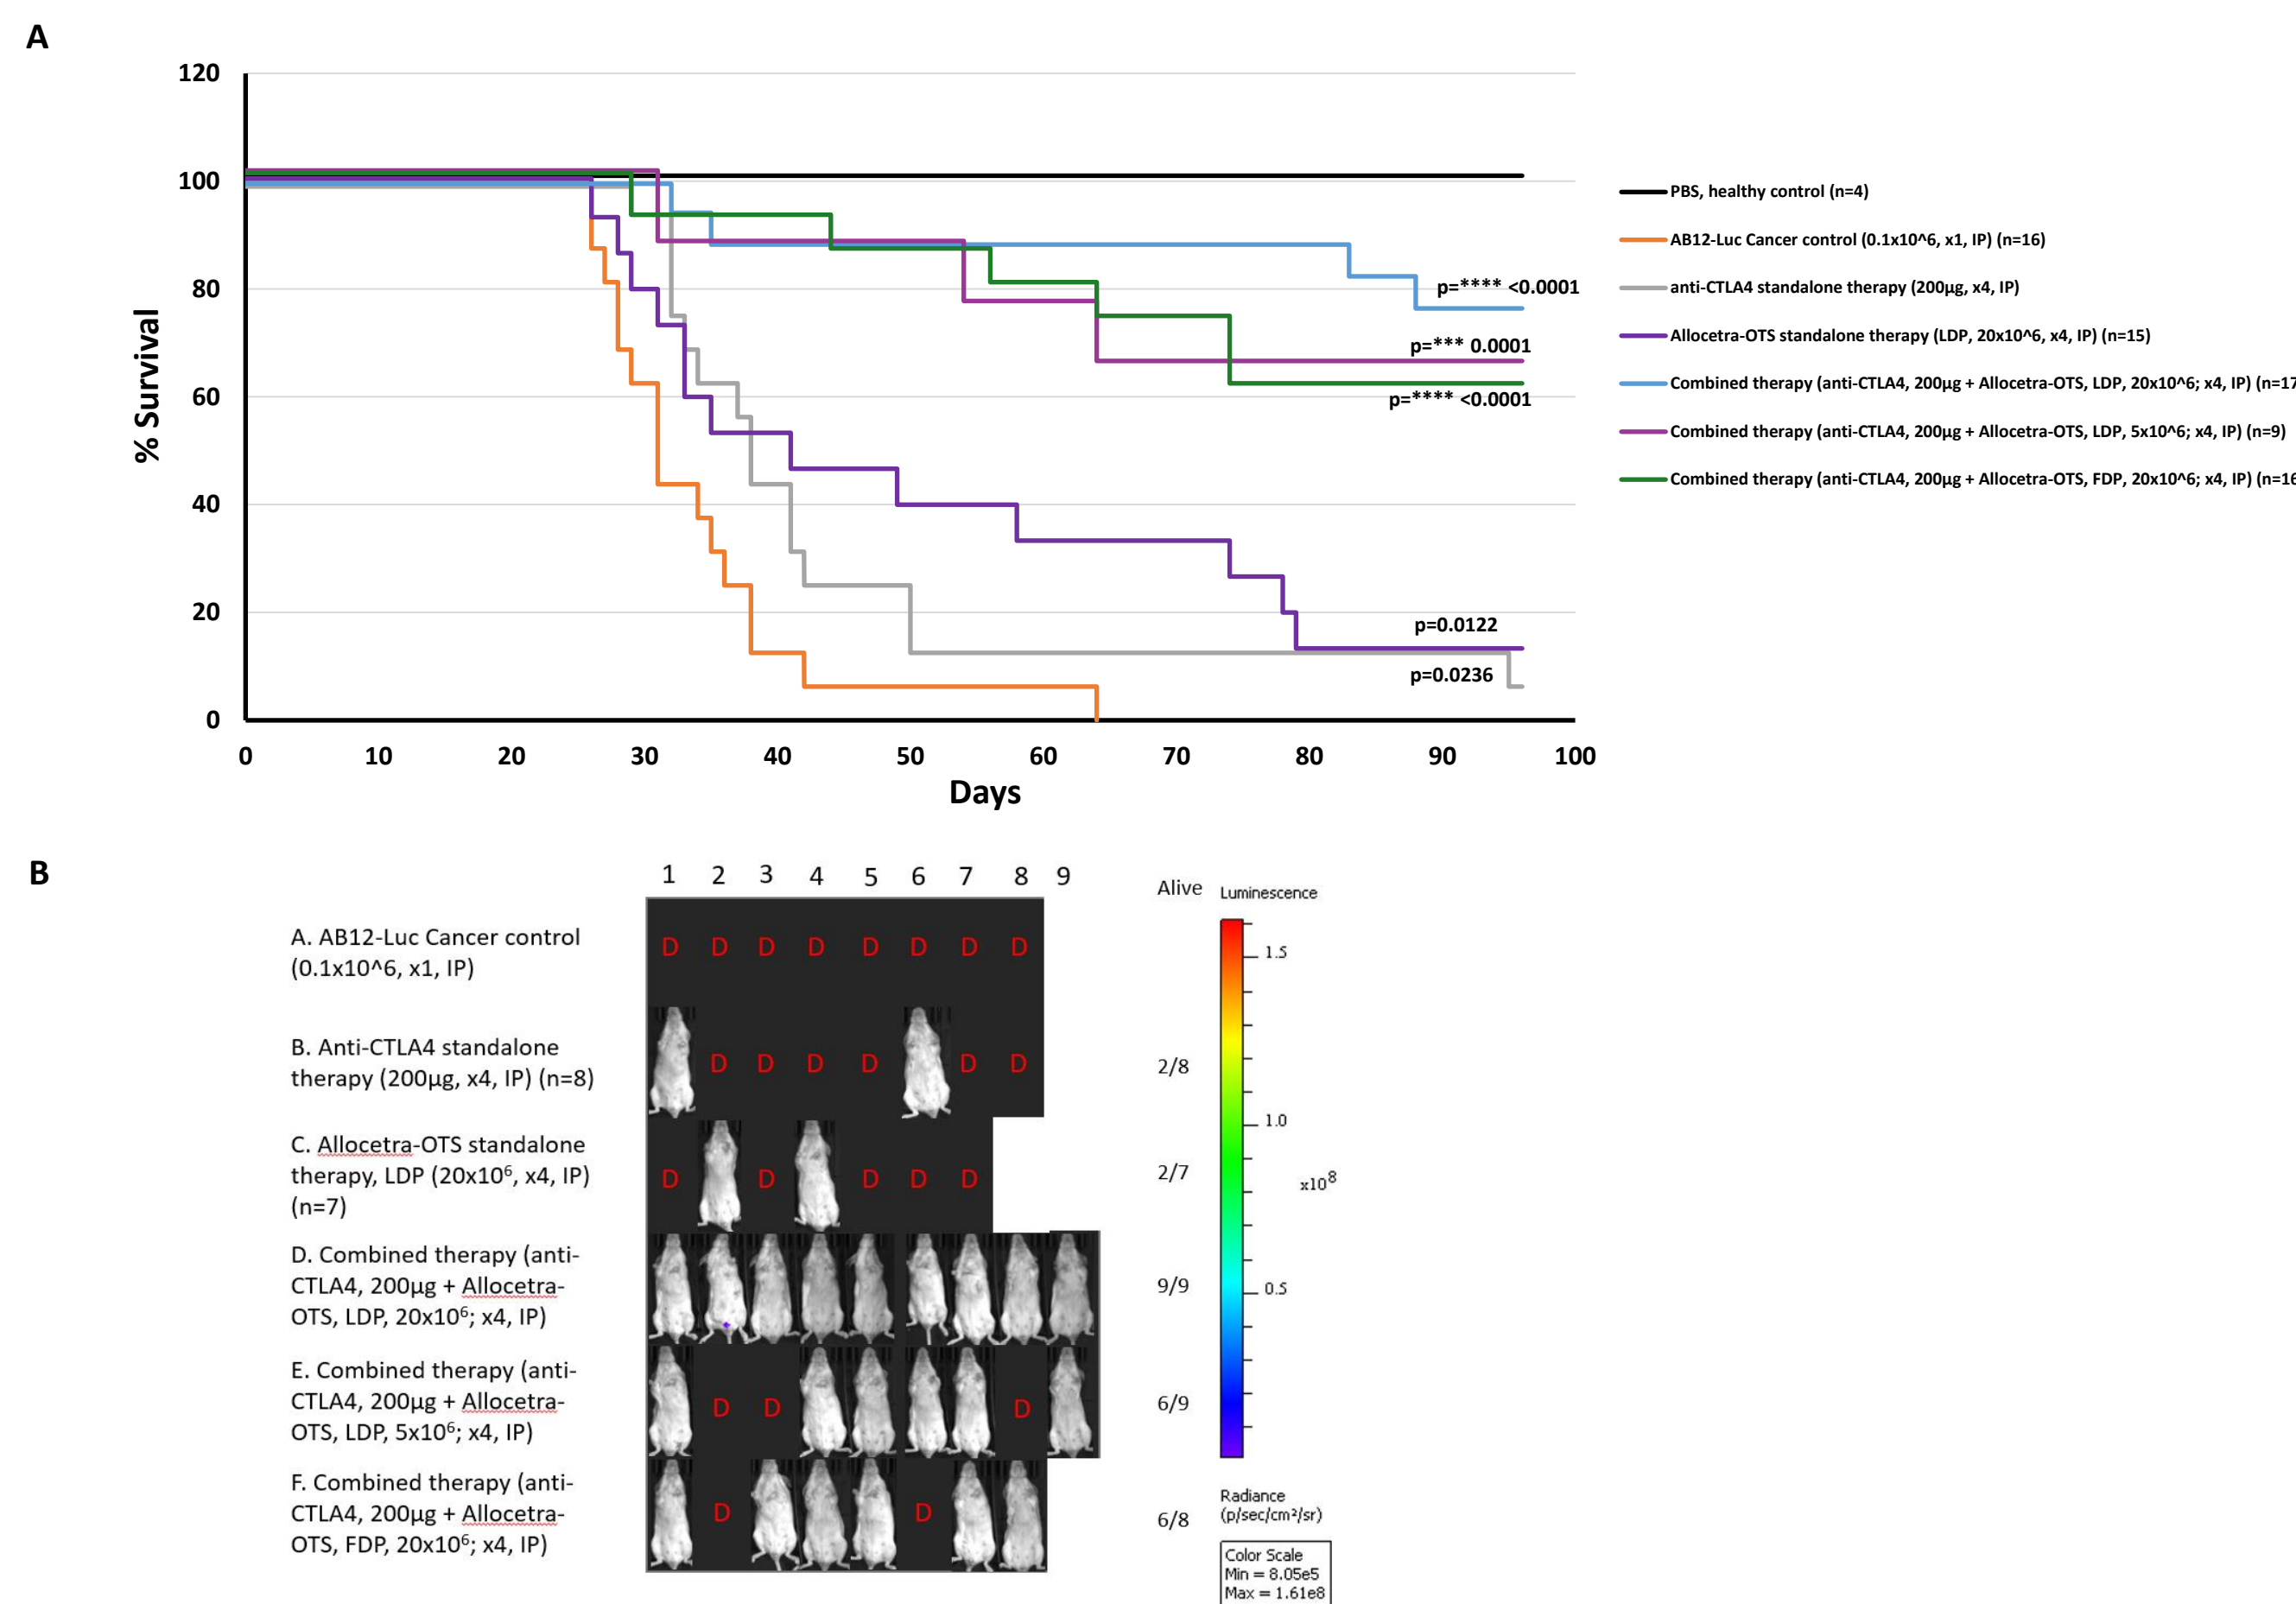 A
120
100
80
60
40
20
0
% Survival
0 10 20 30 40 50 60 70 80 90 100
Days
p=**** <0.0001
p=*** 0.0001
p=**** <0.0001
p=0.0122
p=0.0236
PBS, healthy control (n=4)
AB12-Luc Cancer control (0.1x10^6, x1, IP) (n=16)
anti-CTLA4 standalone therapy (200µg, x4, IP)
Allocetra-OTS standalone therapy (LDP, 20x10^6, x4, IP) (n=15)
Combined therapy (anti-CTLA4, 200µg + Allocetra-OTS, LDP, 20x10^6; x4, IP) (n=17
Combined therapy (anti-CTLA4, 200µg + Allocetra-OTS, LDP, 5x10^6; x4, IP) (n=9)
Combined therapy (anti-CTLA4, 200µg + Allocetra-OTS, FDP, 20x10^6; x4, IP) (n=16
B
1 2 3 4 5 6 7 8 9
Alive
A. AB12-Luc Cancer control
(0.1x10^6, x1, IP)
D D D D D D D D
B. Anti-CTLA4 standalone
therapy (200µg, x4, IP) (n=8)
D D D D D D
2/8
C. Allocetra-OTS standalone
therapy, LDP (20x10⁶, x4, IP)
(n=7)
D D D D D
2/7
D. Combined therapy (anti-
CTLA4, 200µg + Allocetra-
OTS, LDP, 20x10⁶; x4, IP)
9/9
E. Combined therapy (anti-
CTLA4, 200µg + Allocetra-
OTS, LDP, 5x10⁶; x4, IP)
D D D
6/9
F. Combined therapy (anti-
CTLA4, 200µg + Allocetra-
OTS, FDP, 20x10⁶; x4, IP)
D D
6/8
Luminescence
1.5
1.0
x10⁸
0.5
Radiance
(p/sec/cm²/sr)
Color Scale
Min = 8.05e5
Max = 1.61e8